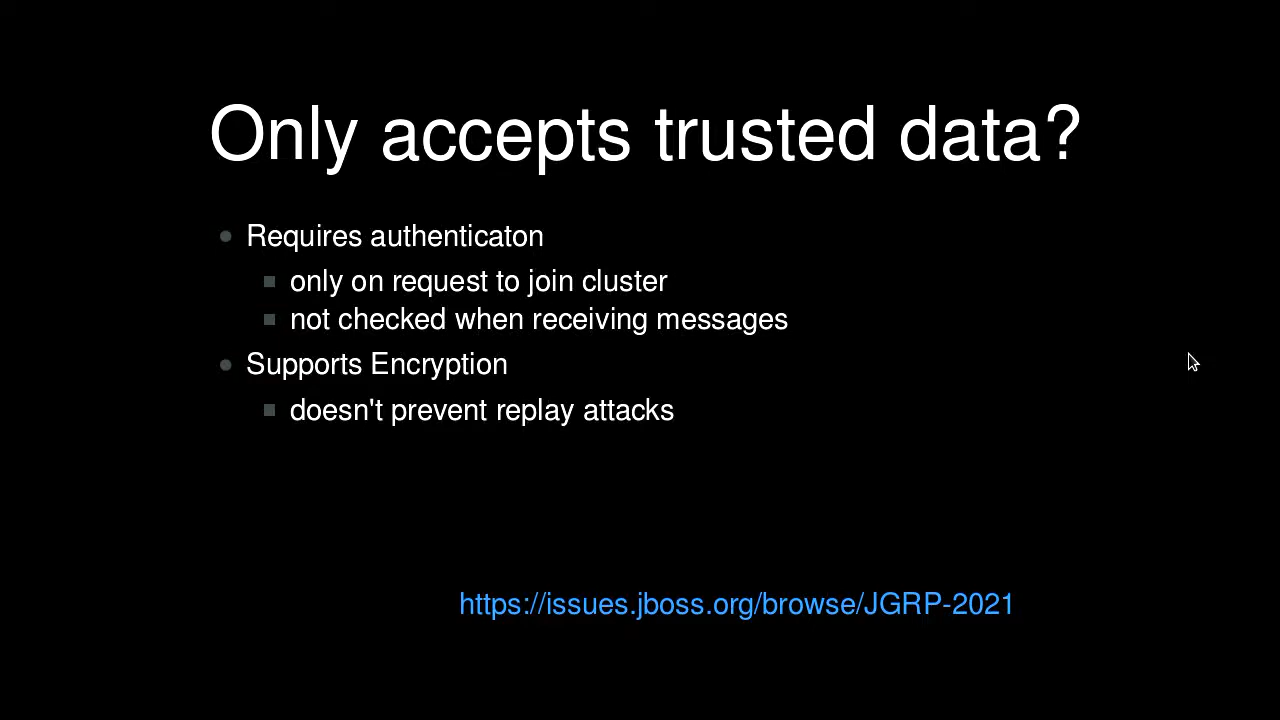 Only accepts trusted data?
Requires authenticaton
only on request to join cluster
not checked when receiving messages
Supports Encryption
doesn't prevent replay attacks
https://issues.jboss.org/browse/JGRP-2021